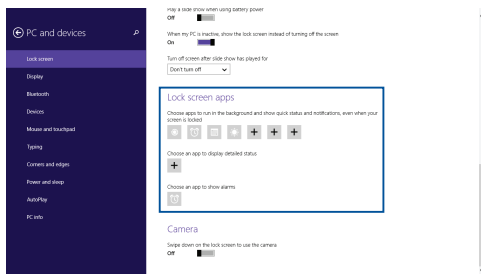 Play a slide show when using battery power
Off
PC and devices
When my PC is inactive, show the lock screen instead of turning off the screen
On
Lock screen
Turn off screen after slide show has played for
Don't turn off
Display
Bluetooth
Lock screen apps
Devices
Choose apps to run in the background and show quick status and notifications, even when your
screen is locked
Mouse and touchpad
Typing
Choose an app to display detailed status
Corners and edges
Power and sleep
Choose an app to show alarms
AutoPlay
PC info
Camera
Swipe down on the lock screen to use the camera
Off